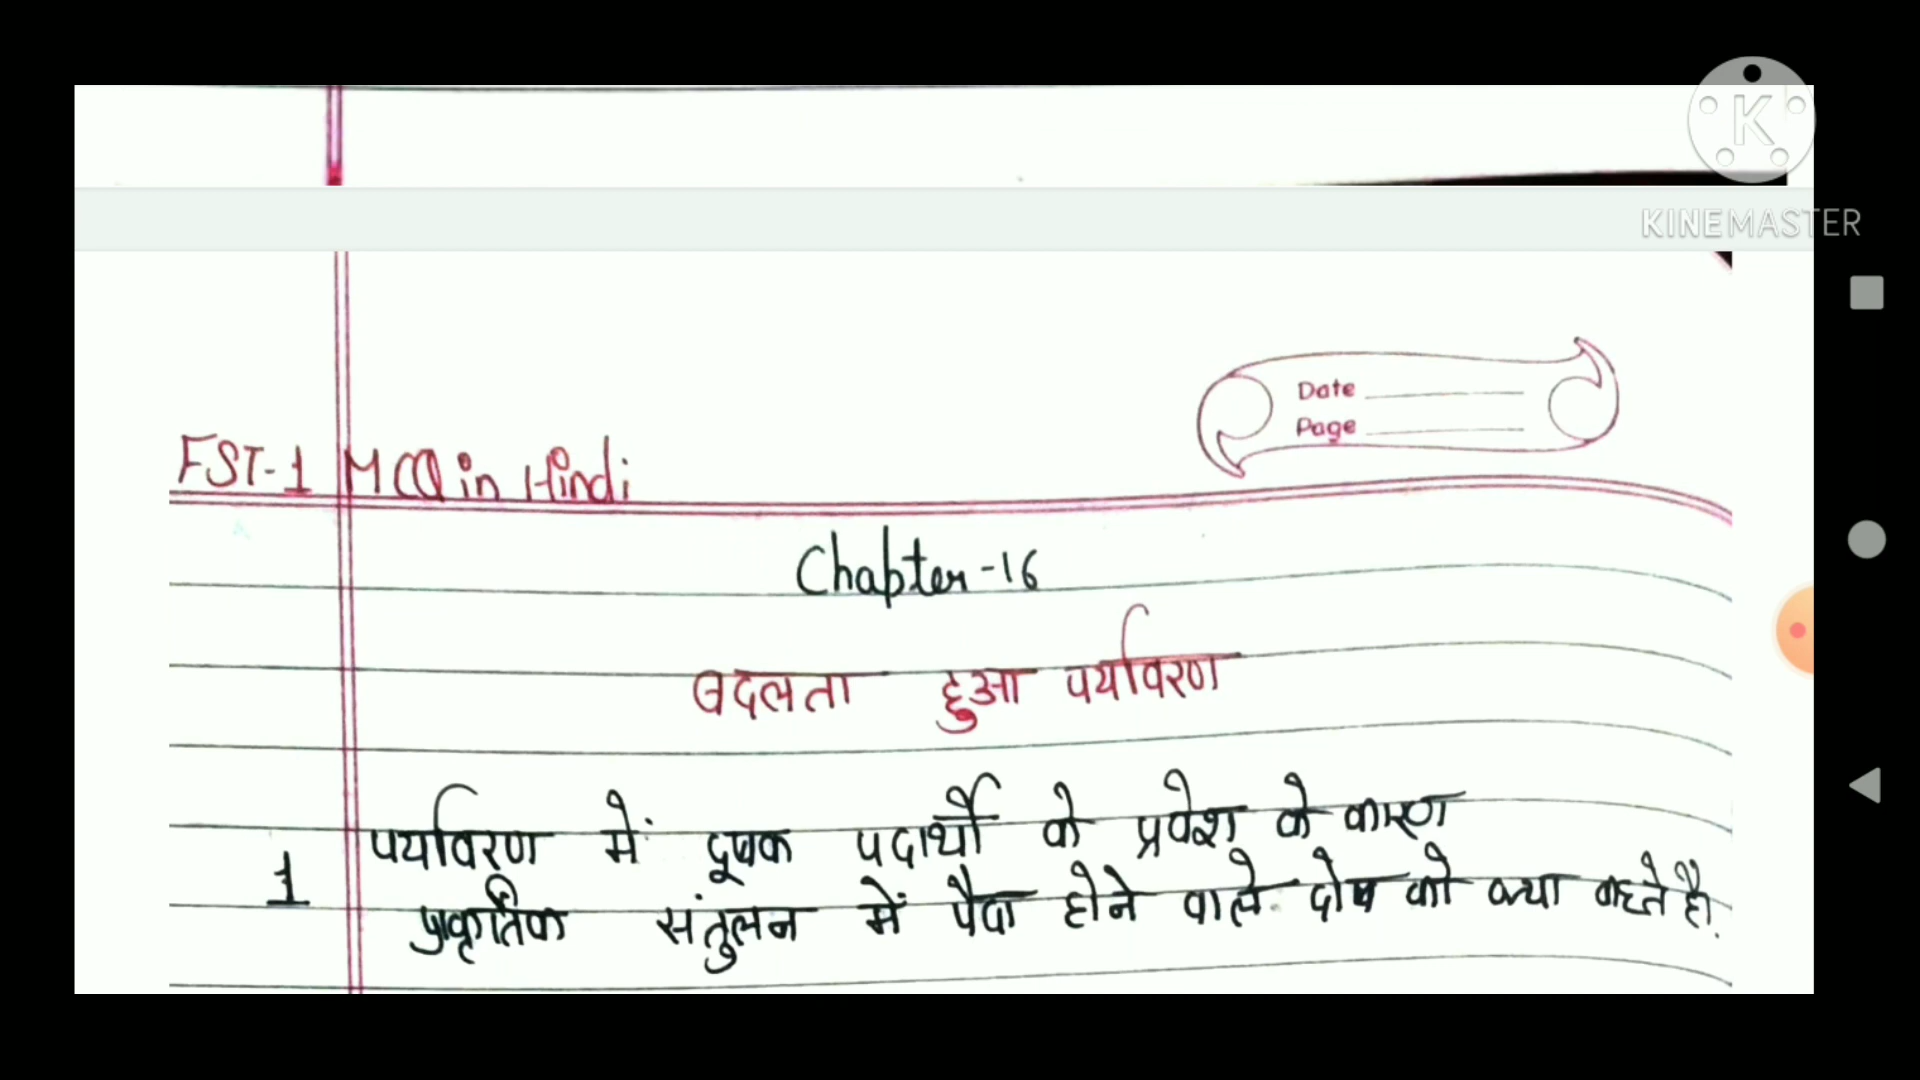 KINEMASTER
Date
Page
FST-1 MCQ in Hindi
Chapter-16
बदलता हुआ पर्यावरण
1 पर्यावरण में दूषक पदार्थों के प्रवेश के कारण
प्राकृतिक संतुलन में पैदा होने वाले दोष को क्या कहते है.